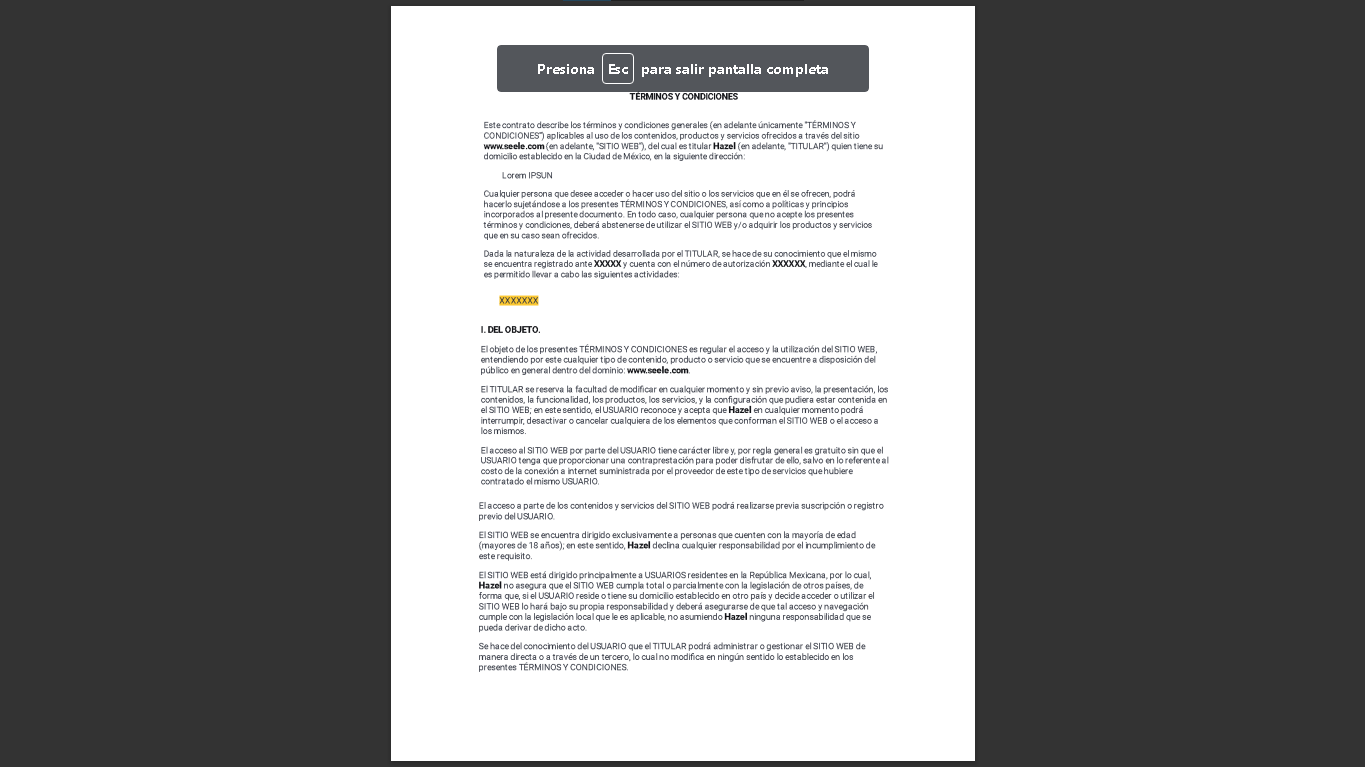 Presiona Esc para salir pantalla completa
TÉRMINOS Y CONDICIONES
Este contrato describe los términos y condiciones generales (en adelante únicamente "TÉRMINOS Y
CONDICIONES") aplicables al uso de los contenidos, productos y servicios ofrecidos a través del sitio
www.seele.com (en adelante, "SITIO WEB"), del cual es titular Hazel (en adelante, "TITULAR") quien tiene su
domicilio establecido en la Ciudad de México, en la siguiente dirección:
Lorem IPSUN
Cualquier persona que desee acceder o hacer uso del sitio o los servicios que en él se ofrecen, podrá
hacerlo sujetándose a los presentes TÉRMINOS Y CONDICIONES, así como a políticas y principios
incorporados al presente documento. En todo caso, cualquier persona que no acepte los presentes
términos y condiciones, deberá abstenerse de utilizar el SITIO WEB y/o adquirir los productos y servicios
que en su caso sean ofrecidos.
Dada la naturaleza de la actividad desarrollada por el TITULAR, se hace de su conocimiento que el mismo
se encuentra registrado ante XXXXX y cuenta con el número de autorización XXXXXX, mediante el cual le
es permitido llevar a cabo las siguientes actividades:
XXXXXXX
I. DEL OBJETO.
El objeto de los presentes TÉRMINOS Y CONDICIONES es regular el acceso y la utilización del SITIO WEB,
entendiendo por este cualquier tipo de contenido, producto o servicio que se encuentre a disposición del
público en general dentro del dominio: www.seele.com.
El TITULAR se reserva la facultad de modificar en cualquier momento y sin previo aviso, la presentación, los
contenidos, la funcionalidad, los productos, los servicios, y la configuración que pudiera estar contenida en
el SITIO WEB; en este sentido, el USUARIO reconoce y acepta que Hazel en cualquier momento podrá
interrumpir, desactivar o cancelar cualquiera de los elementos que conforman el SITIO WEB o el acceso a
los mismos.
El acceso al SITIO WEB por parte del USUARIO tiene carácter libre y, por regla general es gratuito sin que el
USUARIO tenga que proporcionar una contraprestación para poder disfrutar de ello, salvo en lo referente al
costo de la conexión a internet suministrada por el proveedor de este tipo de servicios que hubiere
contratado el mismo USUARIO.
El acceso a parte de los contenidos y servicios del SITIO WEB podrá realizarse previa suscripción o registro
previo del USUARIO.
El SITIO WEB se encuentra dirigido exclusivamente a personas que cuenten con la mayoría de edad
(mayores de 18 años); en este sentido, Hazel declina cualquier responsabilidad por el incumplimiento de
este requisito.
El SITIO WEB está dirigido principalmente a USUARIOS residentes en la República Mexicana, por lo cual,
Hazel no asegura que el SITIO WEB cumpla total o parcialmente con la legislación de otros países, de
forma que, si el USUARIO reside o tiene su domicilio establecido en otro país y decide acceder o utilizar el
SITIO WEB lo hará bajo su propia responsabilidad y deberá asegurarse de que tal acceso y navegación
cumple con la legislación local que le es aplicable, no asumiendo Hazel ninguna responsabilidad que se
pueda derivar de dicho acto.
Se hace del conocimiento del USUARIO que el TITULAR podrá administrar o gestionar el SITIO WEB de
manera directa o a través de un tercero, lo cual no modifica en ningún sentido lo establecido en los
presentes TÉRMINOS Y CONDICIONES.